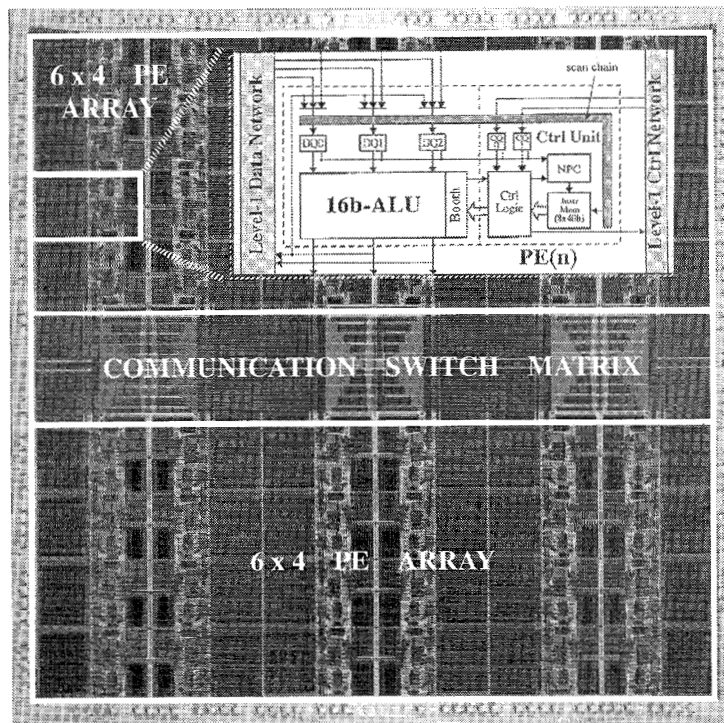 6 x 4 PE
ARRAY
Level-1 Data Network
scan chain
DQ0
DQ1
DQ2
Ctrl Unit
NPC
16b-ALU
Booth
Ctrl
Logic
Instr
Mem
Level-1 Ctrl Network
PE(n)
COMMUNICATION SWITCH MATRIX
6 x 4 PE ARRAY